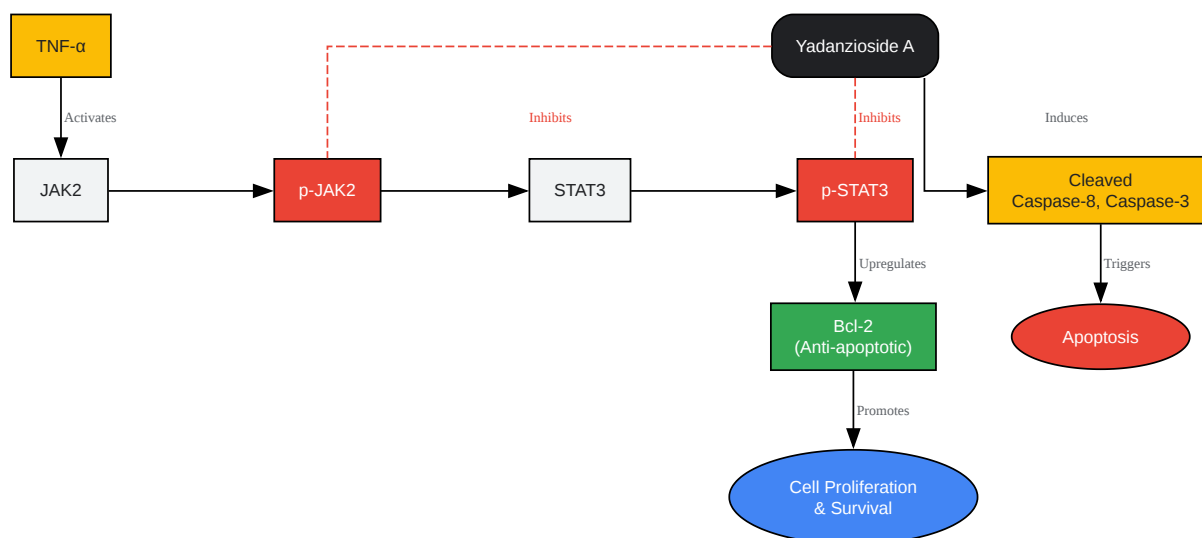 TNF-α
Yadanzioside A
Activates
Inhibits
Inhibits
Induces
JAK2
p-JAK2
STAT3
p-STAT3
Cleaved
Caspase-8, Caspase-3
Upregulates
Triggers
Bcl-2
(Anti-apoptotic)
Apoptosis
Promotes
Cell Proliferation
& Survival